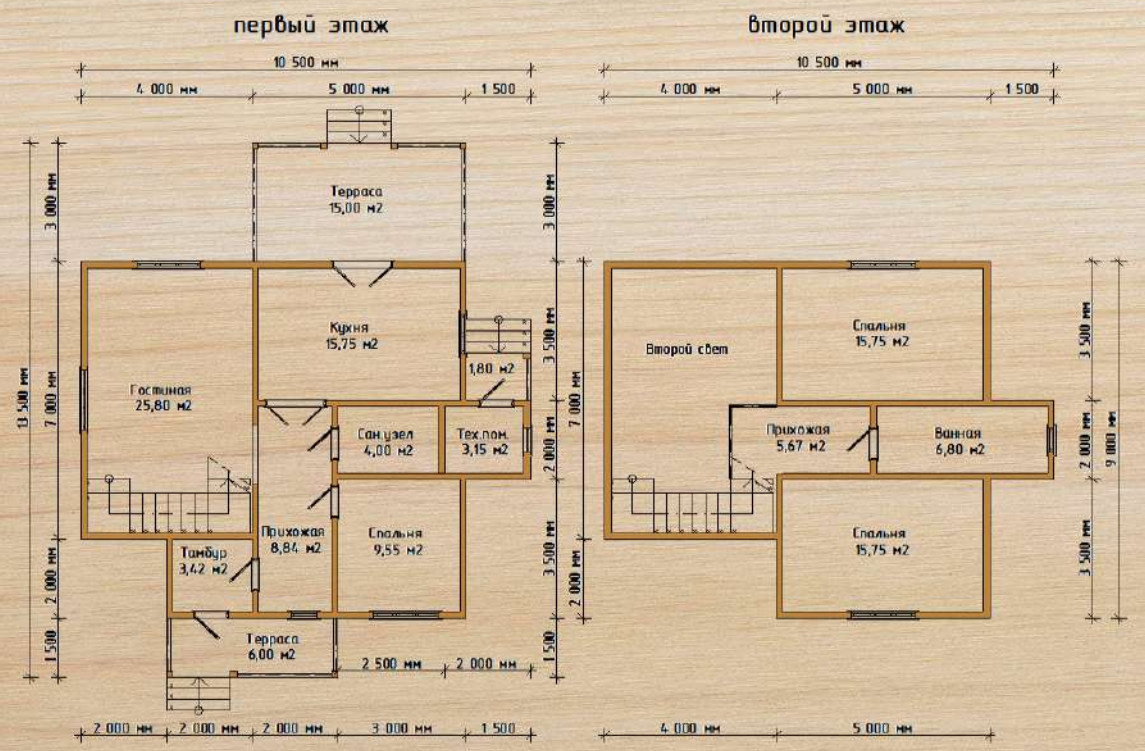 первый этаж
второй этаж
10 500 мм
10 500 мм
4 000 мм
5 000 мм
1 500
4 000 мм
5 000 мм
1 500
3 000 мм
Терраса
15,00 м2
3 000 мм
13 500 мм
7 000 мм
Кухня
15,75 м2
3 500 мм
1,80 м2
Гостиная
25,80 м2
Сан.узел
4,00 м2
Тех.пом.
3,15 м2
2 000 мм
Прихожая
8,84 м2
Спальня
9,55 м2
3 500 мм
Тамбур
3,42 м2
2 000 мм
Терраса
6,00 м2
1 500
1 500
2 500 мм
2 000 мм
2 000 мм
2 000 мм
2 000 мм
3 000 мм
1 500
Второй свет
Спальня
15,75 м2
3 500 мм
7 000 мм
Прихожая
5,67 м2
Ванная
6,80 м2
2 000 мм
9 000 мм
Спальня
15,75 м2
3 500 мм
2 000 мм
4 000 мм
5 000 мм